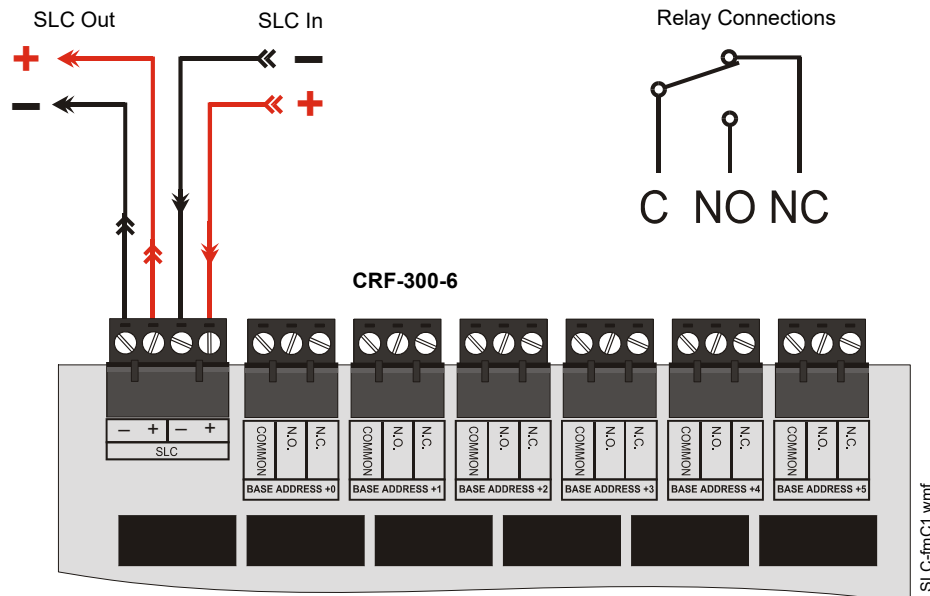 SLC Out
SLC In
Relay Connections
+
−
−
+
C NO NC
CRF-300-6
− + − +
SLC
COMMON N.O. N.C.
BASE ADDRESS +0
COMMON N.O. N.C.
BASE ADDRESS +1
COMMON N.O. N.C.
BASE ADDRESS +2
COMMON N.O. N.C.
BASE ADDRESS +3
COMMON N.O. N.C.
BASE ADDRESS +4
COMMON N.O. N.C.
BASE ADDRESS +5
SLC-fmC1.wmf